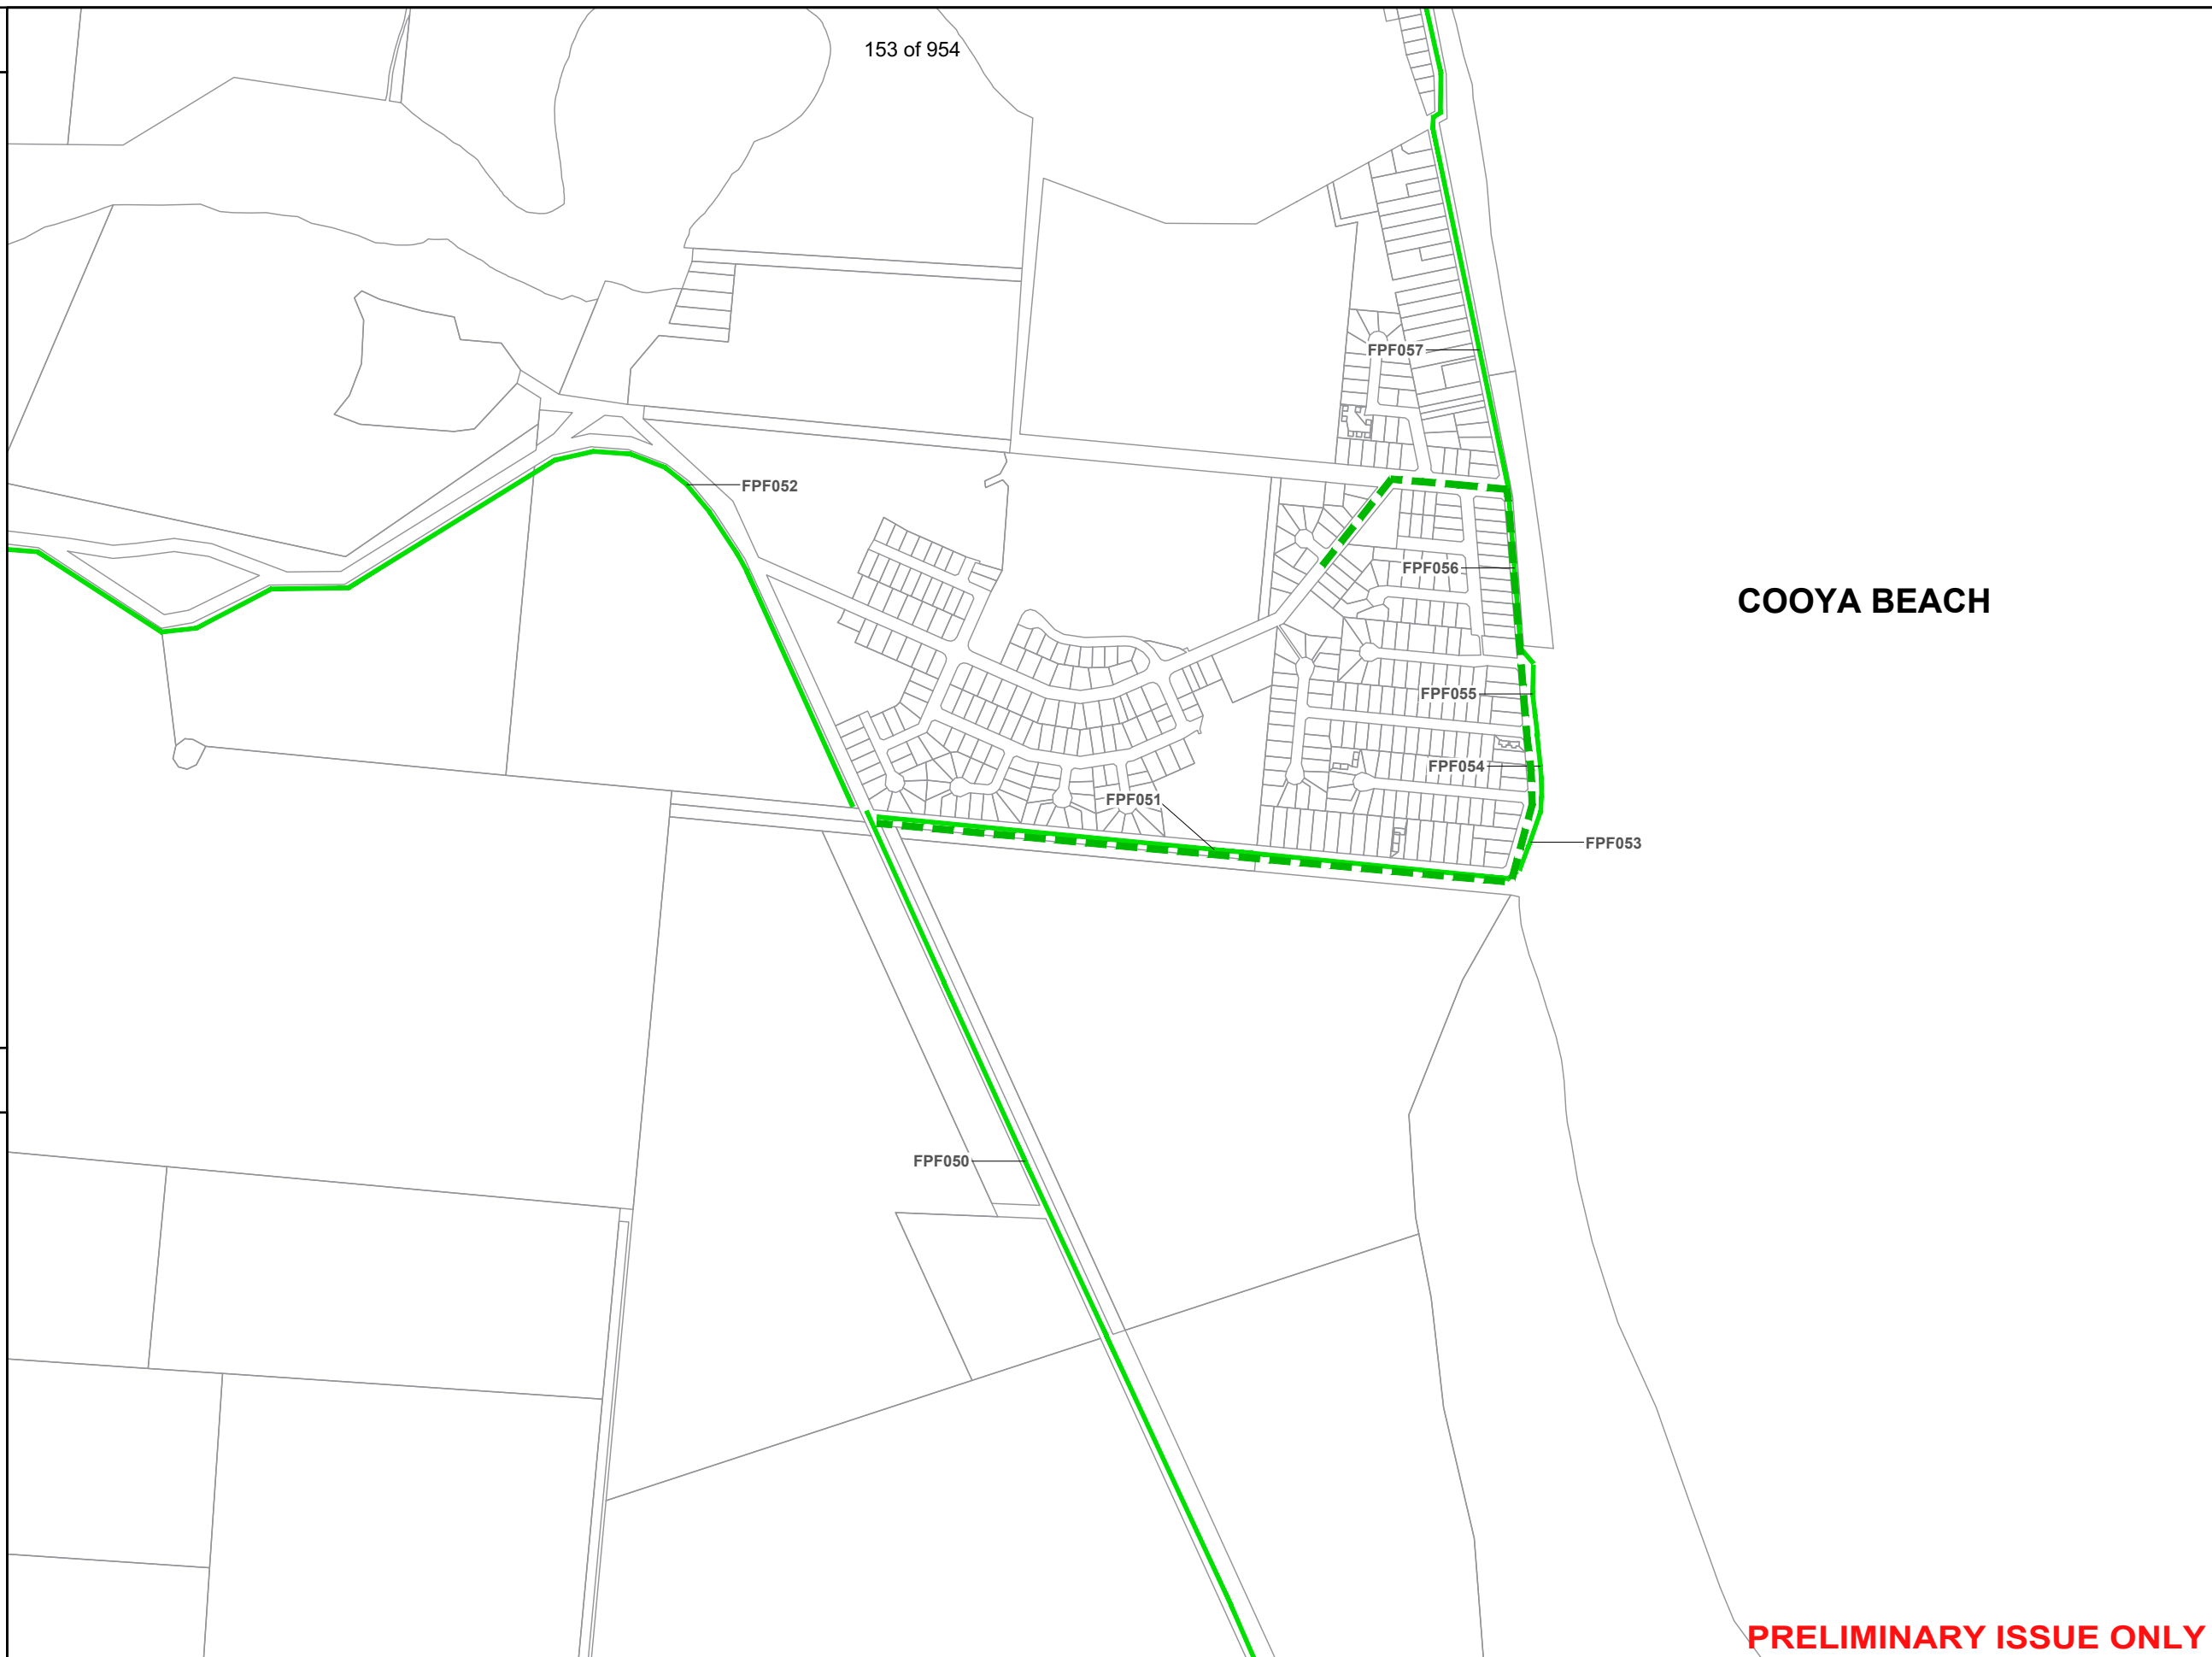 153 of 954
FPF057
FPF052
FPF056
COOYA BEACH
FPF055
FPF054
FPF051
FPF053
FPF050
PRELIMINARY ISSUE ONLY